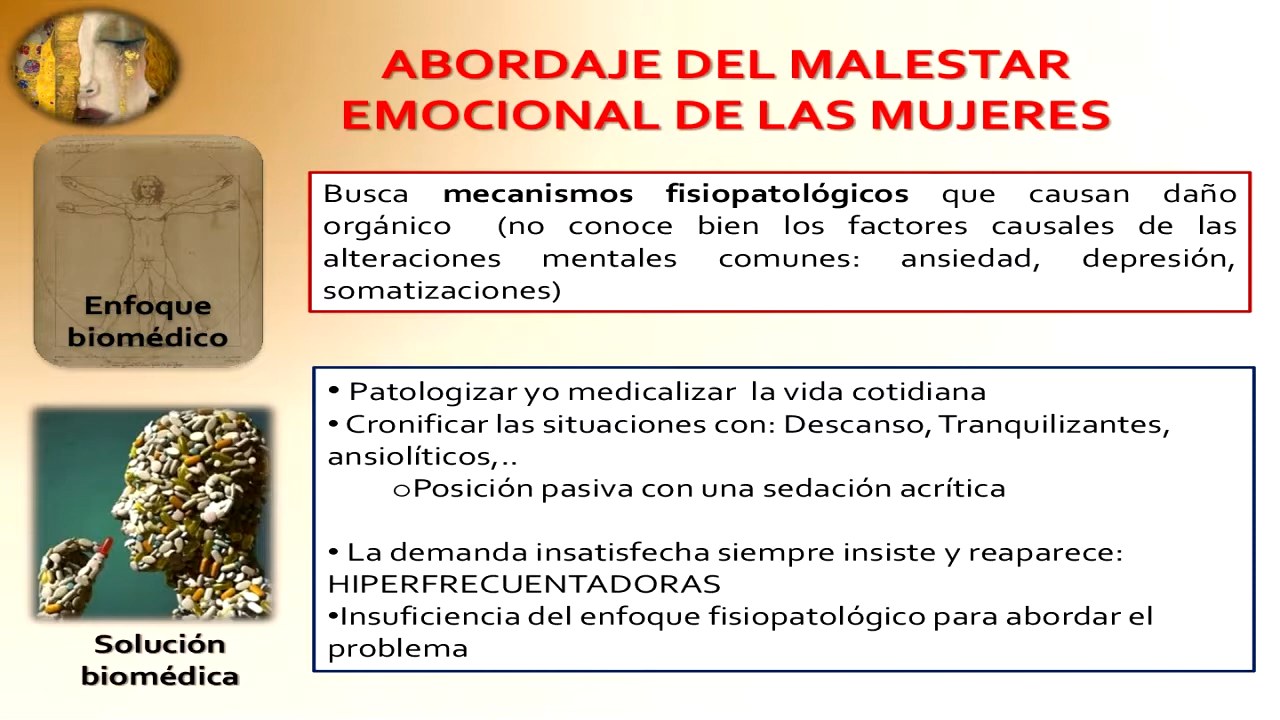 ABORDAJE DEL MALESTAR
EMOCIONAL DE LAS MUJERES
Enfoque
biomédico
Busca mecanismos fisiopatológicos que causan daño
orgánico (no conoce bien los factores causales de las
alteraciones mentales comunes: ansiedad, depresión,
somatizaciones)
Solución
biomédica
• Patologizar yo medicalizar la vida cotidiana
• Cronificar las situaciones con: Descanso, Tranquilizantes,
ansiolíticos,..
oPosición pasiva con una sedación acrítica
• La demanda insatisfecha siempre insiste y reaparece:
HIPERFRECUENTADORAS
•Insuficiencia del enfoque fisiopatológico para abordar el
problema